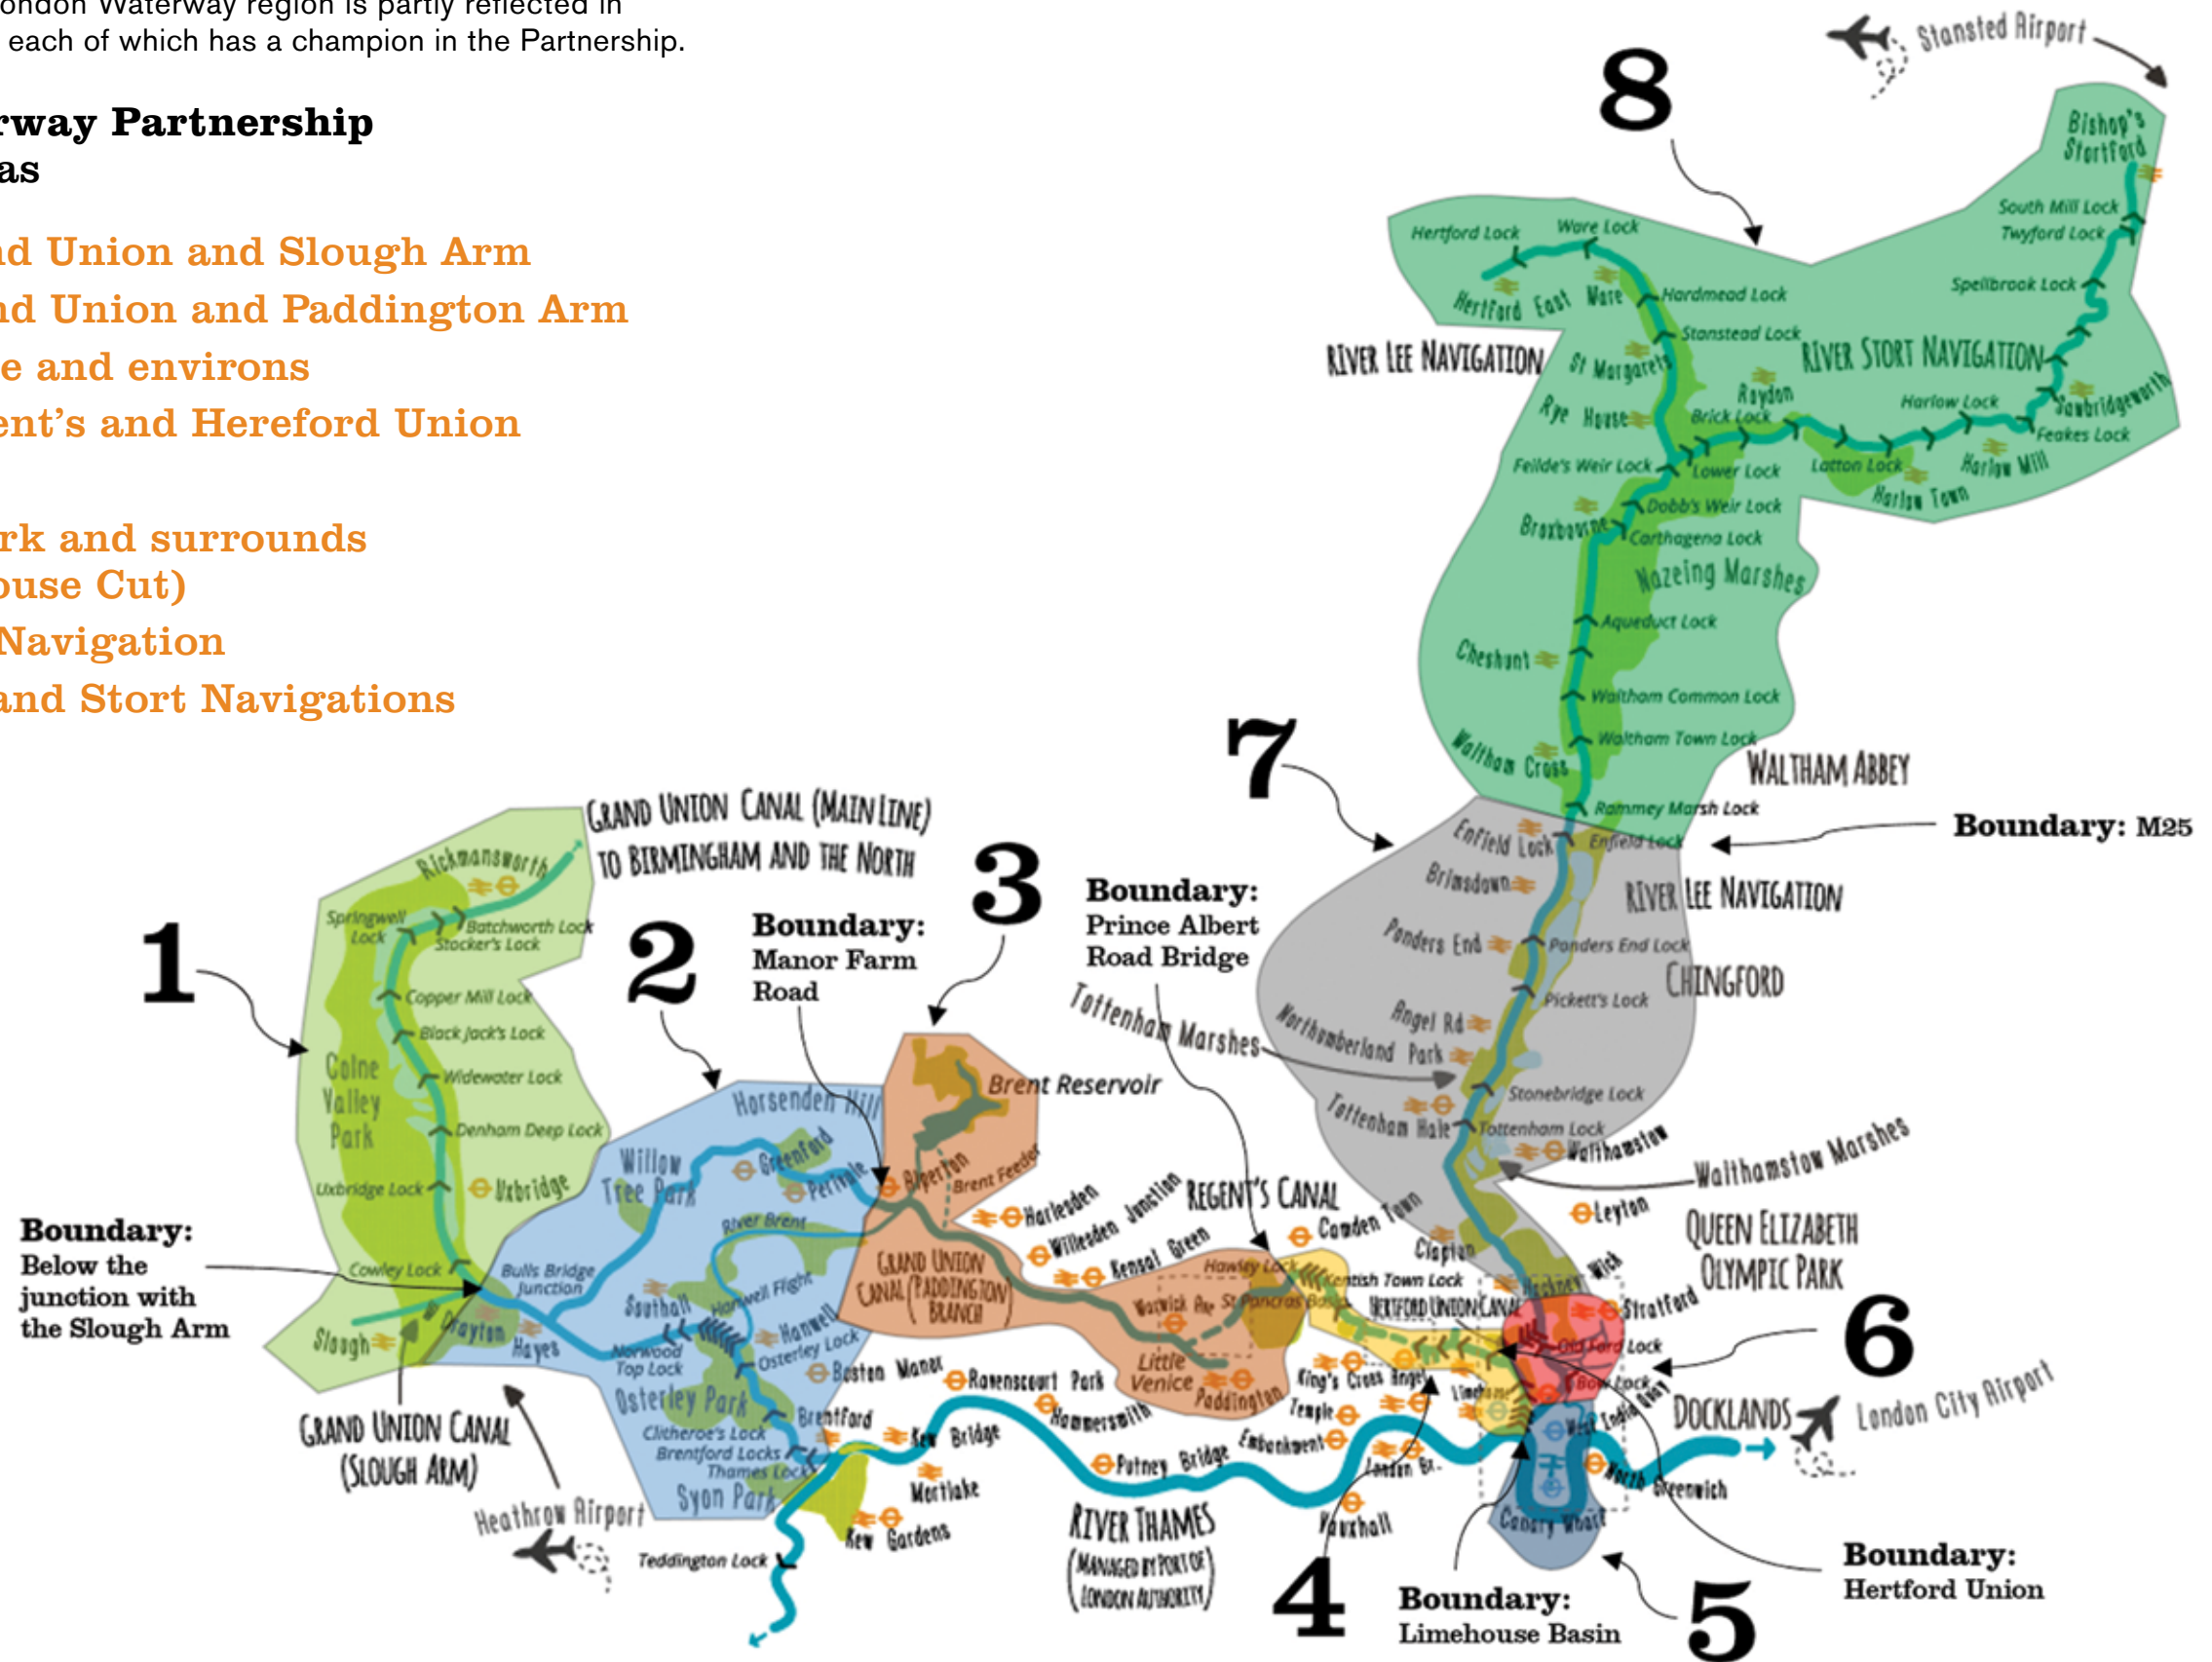 ondon Waterway region is partly reflected in
each of which has a champion in the Partnership.
rway Partnership
as
nd Union and Slough Arm
nd Union and Paddington Arm
e and environs
ent's and Hereford Union
rk and surrounds
ouse Cut)
Navigation
and Stort Navigations
Stansted Airport
8
Bishop's
Stortford
South Mill Lock
Twyford Lock
Spellbrook Lock
Hertford Lock
Ware Lock
Hertford East
Ware
Hardmead Lock
Stanstead Lock
RIVER LEE NAVIGATION
St Margarets
RIVER STORT NAVIGATION
Roydon
Rye House
Brick Lock
Harlow Lock
Sawbridgeworth
Feakes Lock
Feilde's Weir Lock
Lower Lock
Latton Lock
Harlow Mill
Harlow Town
Dobb's Weir Lock
Broxbourne
Carthagena Lock
Nazeing Marshes
Aqueduct Lock
Cheshunt
Waltham Common Lock
7
Waltham Town Lock
Waltham Cross
WALTHAM ABBEY
Rammey Marsh Lock
Boundary: M25
Enfield Lock
Enfield Lock
Brimsdown
RIVER LEE NAVIGATION
Ponders End
Ponders End Lock
CHINGFORD
Pickett's Lock
Angel Rd
Northumberland Park
Tottenham Marshes
Stonebridge Lock
Tottenham Hale
Tottenham Lock
Walthamstow
Walthamstow Marshes
Leyton
QUEEN ELIZABETH
OLYMPIC PARK
Clapton
Hackney Wick
Stratford
GRAND UNION CANAL (MAIN LINE)
TO BIRMINGHAM AND THE NORTH
Rickmansworth
Springwell
Lock
Batchworth Lock
Stocker's Lock
1
Copper Mill Lock
Black Jack's Lock
Colne
Valley
Park
Widewater Lock
Denham Deep Lock
Uxbridge Lock
Uxbridge
Boundary:
Below the
junction with
the Slough Arm
Cowley Lock
Slough
W Drayton
GRAND UNION CANAL
(SLOUGH ARM)
Heathrow Airport
2
Boundary:
Manor Farm
Road
Horsenden Hill
Willow
Tree Park
Greenford
Perivale
River Brent
Bulls Bridge
Junction
Southall
Hanwell Flight
Hanwell
Hayes
Norwood
Top Lock
Osterley Lock
Boston Manor
Osterley Park
Brentford
Clitheroe's Lock
Brentford Locks
Thames Lock
Syon Park
Teddington Lock
3
Brent Reservoir
Alperton
Brent Feeder
GRAND UNION
CANAL (PADDINGTON
BRANCH)
Harlesden
Willesden Junction
Kensal Green
Boundary:
Prince Albert
Road Bridge
REGENT'S CANAL
Camden Town
Hawley Lock
Kentish Town Lock
Warwick Ave
St Pancras Basin
HERTFORD UNION CANAL
Little
Venice
Paddington
King's Cross
Angel
Limehouse
Old Ford Lock
Bow Lock
6
West India Quay
DOCKLANDS
London City Airport
Ravenscourt Park
Hammersmith
Kew Bridge
Mortlake
Kew Gardens
Putney Bridge
Temple
Embankment
London Br.
Vauxhall
North Greenwich
Canary Wharf
RIVER THAMES
(MANAGED BY PORT OF
LONDON AUTHORITY)
4
Boundary:
Limehouse Basin
5
Boundary:
Hertford Union